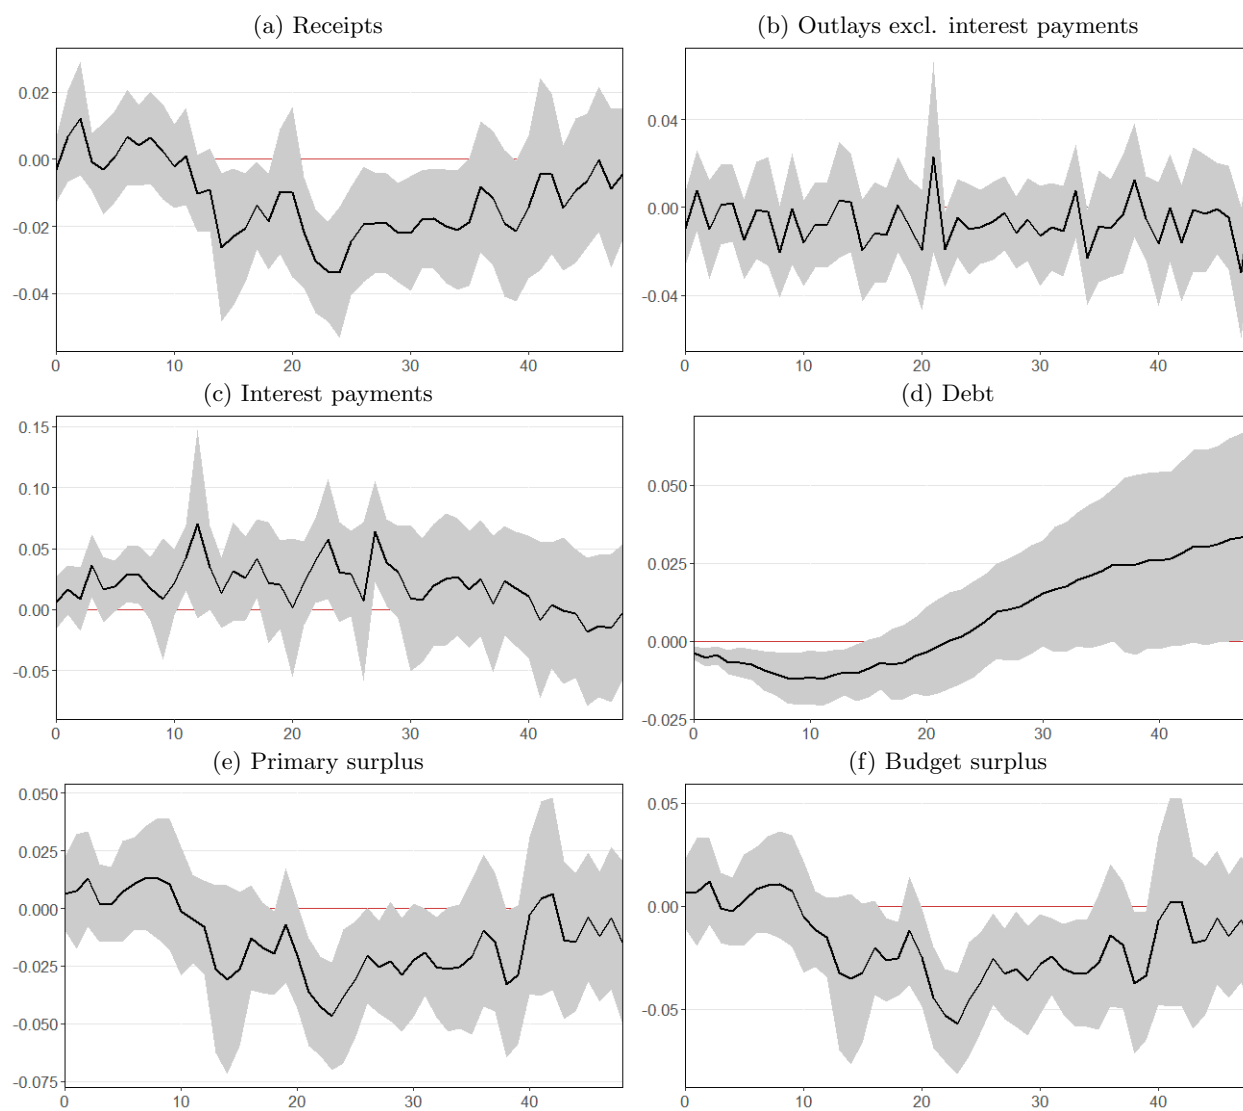 (a) Receipts
(b) Outlays excl. interest payments
0.02
0.00
-0.02
-0.04
0 10 20 30 40
0.04
0.00
-0.04
0 10 20 30 40
(c) Interest payments
(d) Debt
0.15
0.10
0.05
0.00
-0.05
0 10 20 30 40
0.050
0.025
0.000
-0.025
0 10 20 30 40
(e) Primary surplus
(f) Budget surplus
0.050
0.025
0.000
-0.025
-0.050
-0.075
0 10 20 30 40
0.05
0.00
-0.05
0 10 20 30 40